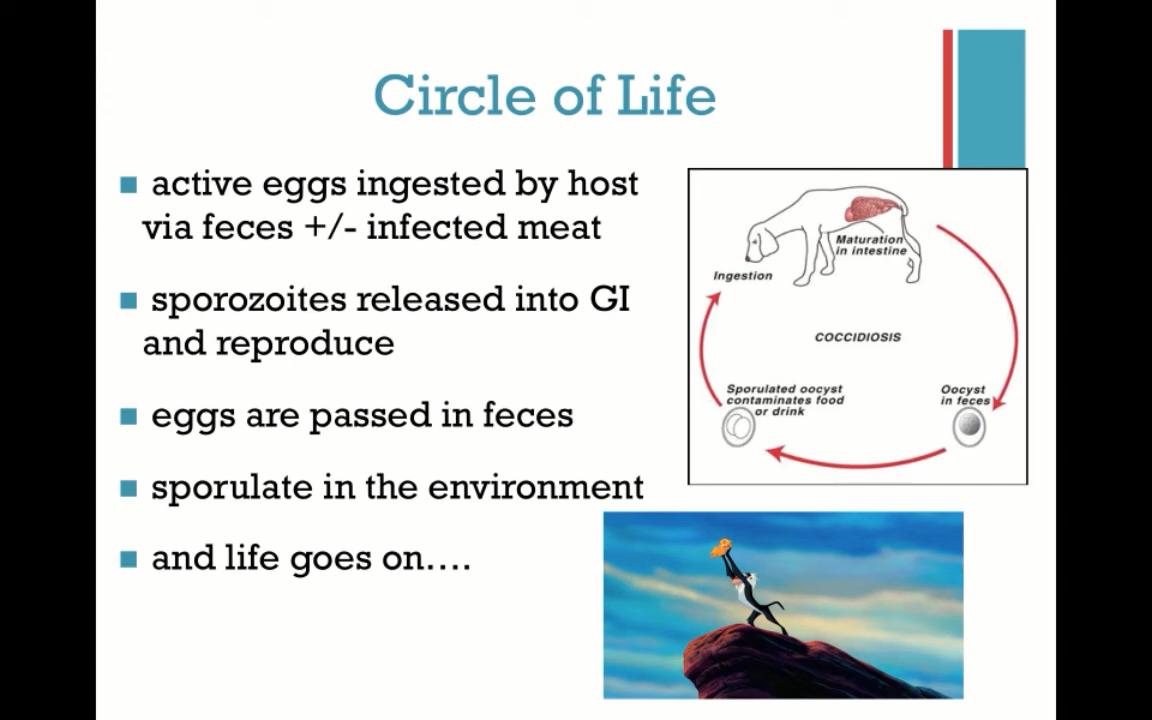 Circle of Life
active eggs ingested by host
via feces +/- infected meat
sporozoites released into GI
and reproduce
eggs are passed in feces
sporulate in the environment
and life goes on....
Maturation
in intestine
Ingestion
COCCIDIOSIS
Sporulated oocyst
contaminates food
or drink
Oocyst
in feces